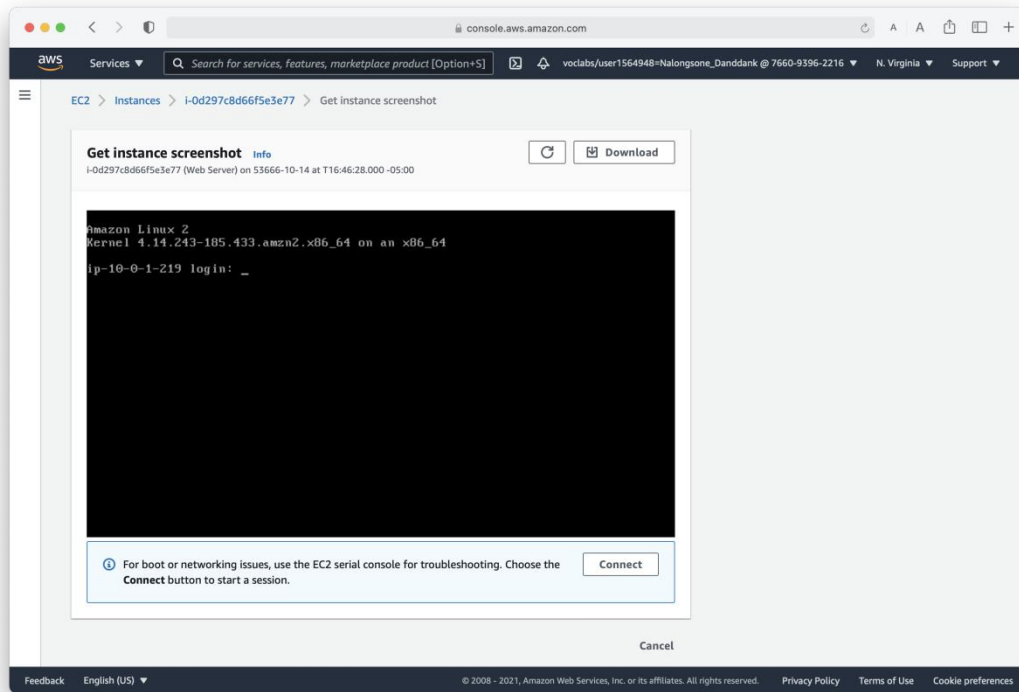 console.aws.amazon.com
A A
aws Services ▼ Search for services, features, marketplace product [Option+S] voclabs/user1564948=Nalongsone_Danddank @ 7660-9396-2216 ▼ N. Virginia ▼ Support ▼
EC2 > Instances > i-0d297c8d66f5e3e77 > Get instance screenshot
Get instance screenshot Info
i-0d297c8d66f5e3e77 (Web Server) on 53666-10-14 at T16:46:28.000 -05:00
Download
Amazon Linux 2
Kernel 4.14.243-185.433.amzn2.x86_64 on an x86_64
ip-10-0-1-219 login: _
For boot or networking issues, use the EC2 serial console for troubleshooting. Choose the
Connect button to start a session.
Connect
Cancel
Feedback English (US) ▼ © 2008 - 2021, Amazon Web Services, Inc. or its affiliates. All rights reserved. Privacy Policy Terms of Use Cookie preferences